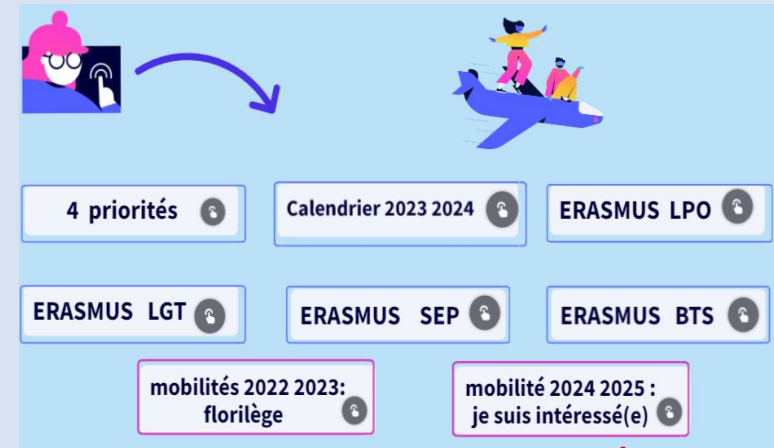 4 priorités
Calendrier 2023 2024
ERASMUS LPO
ERASMUS LGT
ERASMUS SEP
ERASMUS BTS
mobilités 2022 2023:
florilège
mobilité 2024 2025 :
je suis intéressé(e)